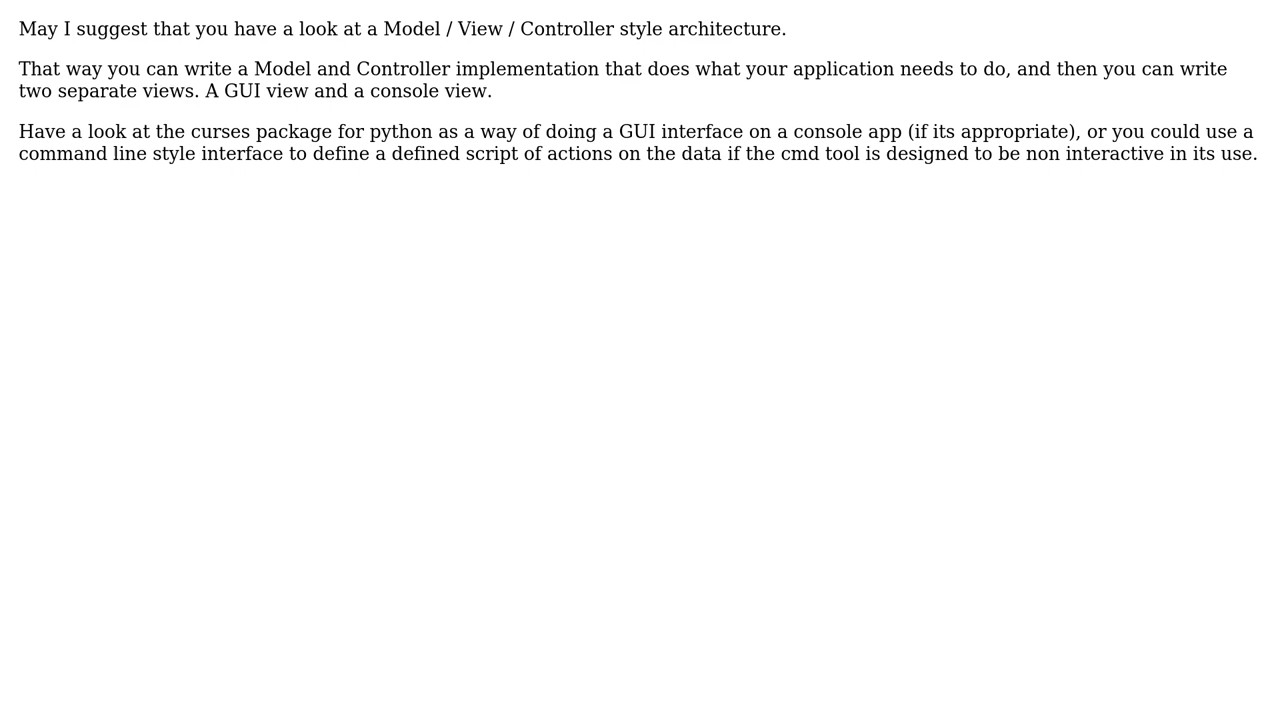 May I suggest that you have a look at a Model / View / Controller style architecture.
That way you can write a Model and Controller implementation that does what your application needs to do, and then you can write
two separate views. A GUI view and a console view.
Have a look at the curses package for python as a way of doing a GUI interface on a console app (if its appropriate), or you could use a
command line style interface to define a defined script of actions on the data if the cmd tool is designed to be non interactive in its use.